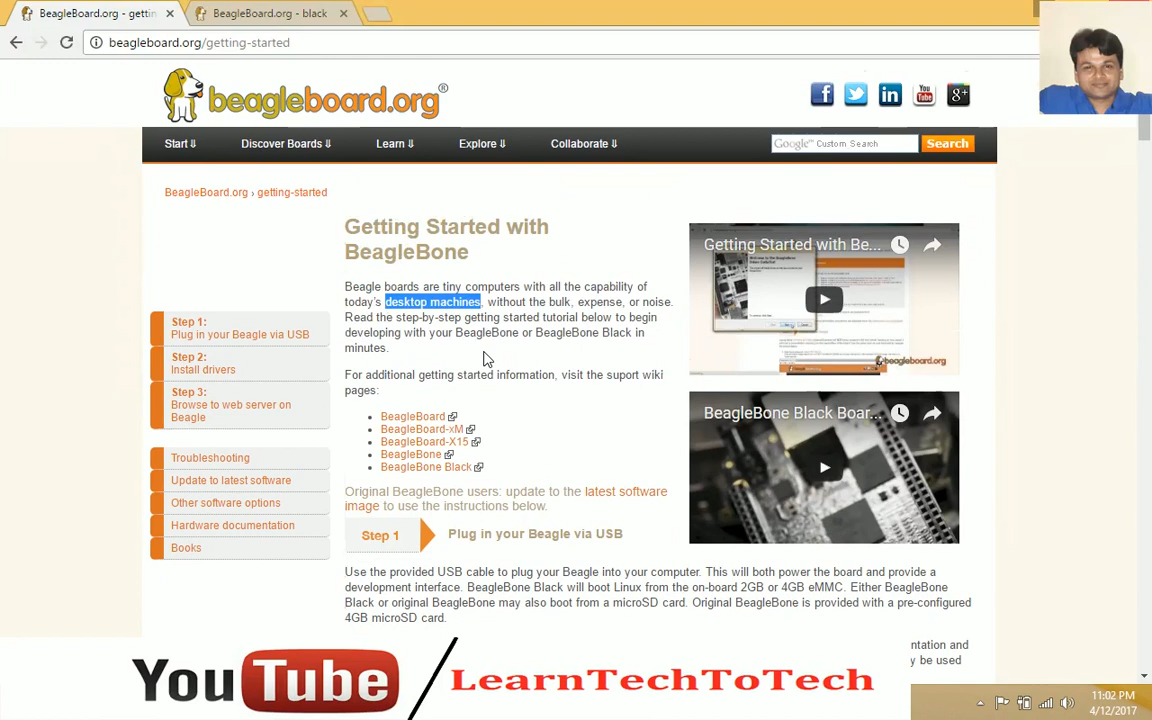 BeagleBoard.org - gettin
BeagleBoard.org - black
beagleboard.org/getting-started
beagleboard.org®
Start
Discover Boards
Learn
Explore
Collaborate
Google™ Custom Search
Search
BeagleBoard.org › getting-started
Getting Started with
BeagleBone
Beagle boards are tiny computers with all the capability of
today's desktop machines, without the bulk, expense, or noise.
Read the step-by-step getting started tutorial below to begin
developing with your BeagleBone or BeagleBone Black in
minutes.
For additional getting started information, visit the suport wiki
pages:
BeagleBoard
BeagleBoard-xM
BeagleBoard-X15
BeagleBone
BeagleBone Black
Original BeagleBone users: update to the latest software
image to use the instructions below.
Step 1:
Plug in your Beagle via USB
Step 2:
Install drivers
Step 3:
Browse to web server on
Beagle
Troubleshooting
Update to latest software
Other software options
Hardware documentation
Books
Getting Started with Be...
beagleboard.org
BeagleBone Black Boar...
Step 1
Plug in your Beagle via USB
Use the provided USB cable to plug your Beagle into your computer. This will both power the board and provide a
development interface. BeagleBone Black will boot Linux from the on-board 2GB or 4GB eMMC. Either BeagleBone
Black or original BeagleBone may also boot from a microSD card. Original BeagleBone is provided with a pre-configured
4GB microSD card.
ntation and
y be used
YouTube
LearnTechToTech
11:02 PM
4/12/2017